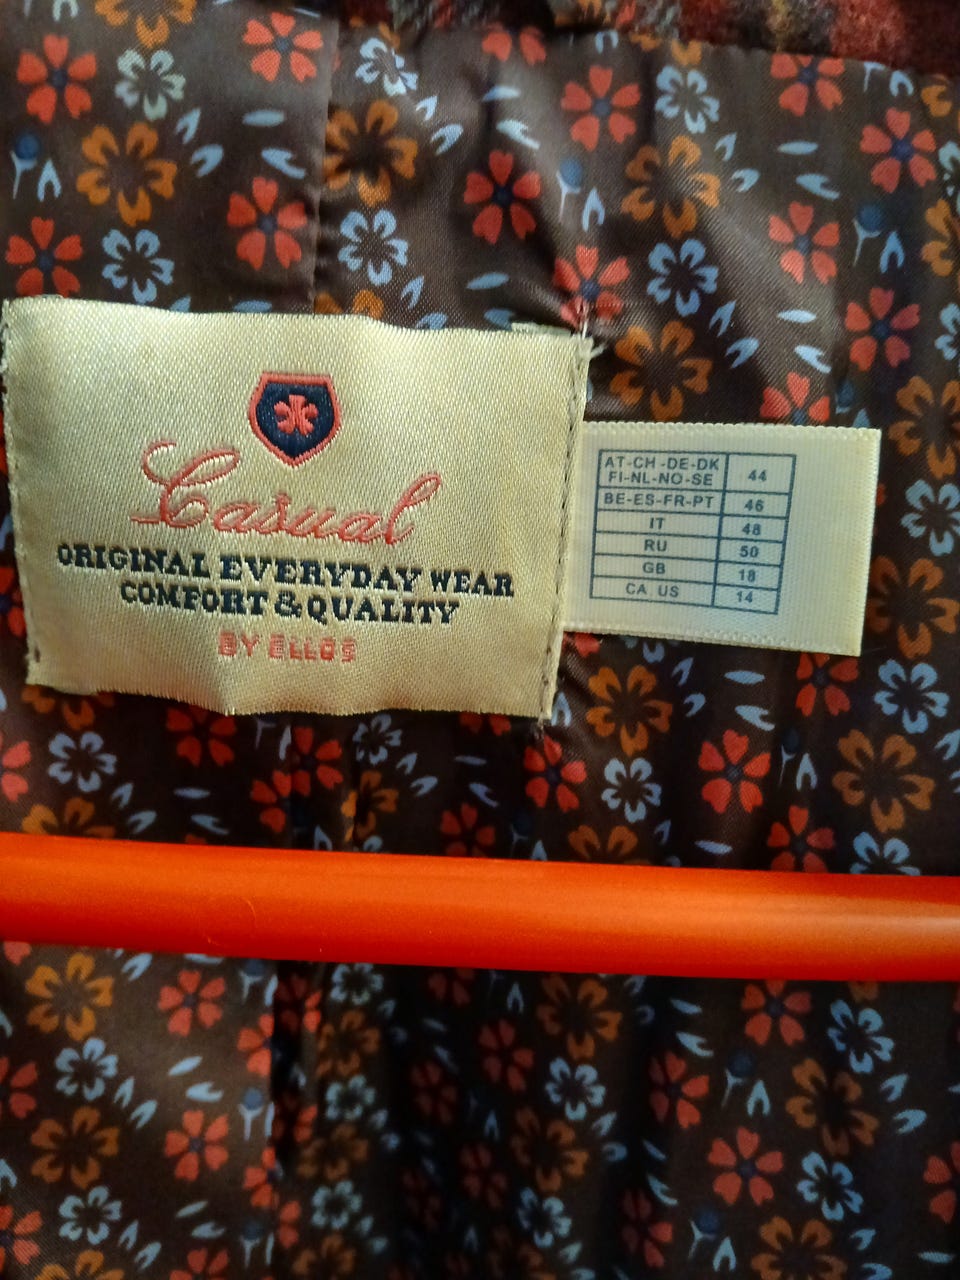 Casual
ORIGINAL EVERYDAY WEAR
COMFORT & QUALITY
BY ELLOS
AT-CH-DE-DK
FI-NL-NO-SE 44
BE-ES-FR-PT 46
IT 48
RU 50
GB 18
CA US 14